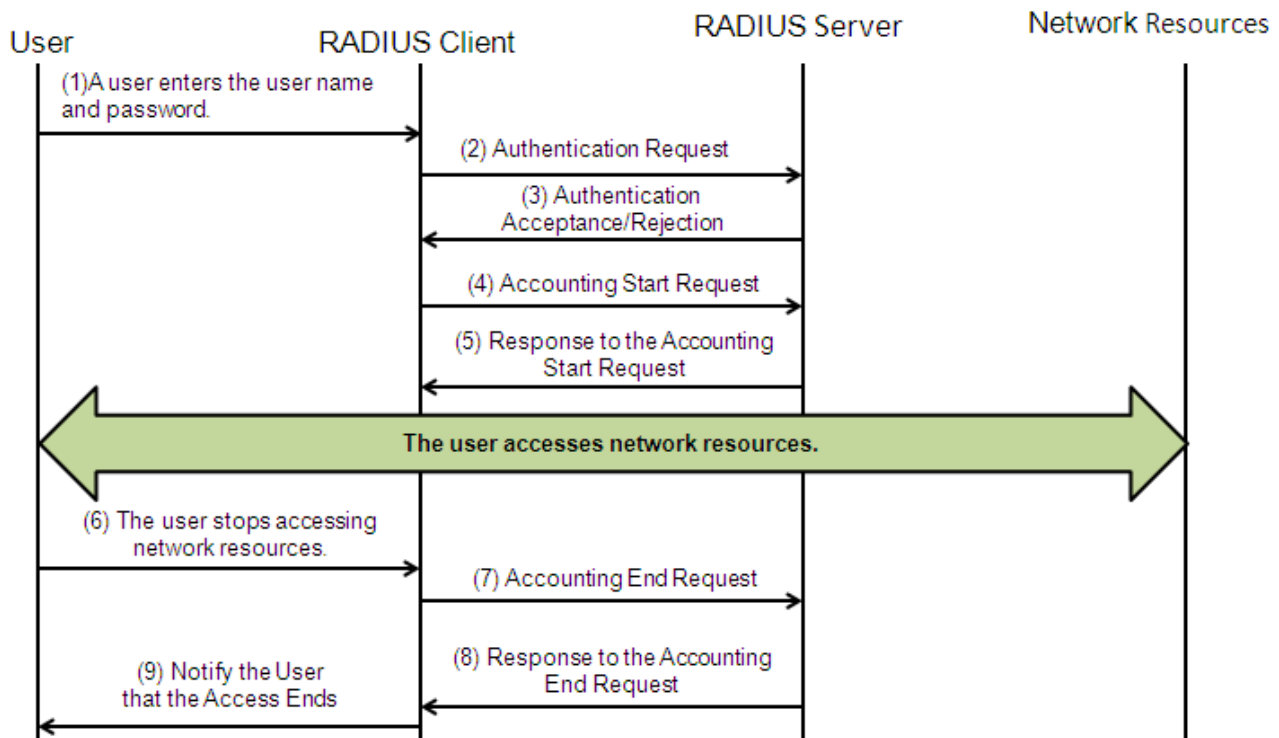 User
RADIUS Client
RADIUS Server
Network Resources
(1)A user enters the user name
and password.
(2) Authentication Request
(3) Authentication
Acceptance/Rejection
(4) Accounting Start Request
(5) Response to the Accounting
Start Request
The user accesses network resources.
(6) The user stops accessing
network resources.
(7) Accounting End Request
(8) Response to the Accounting
End Request
(9) Notify the User
that the Access Ends